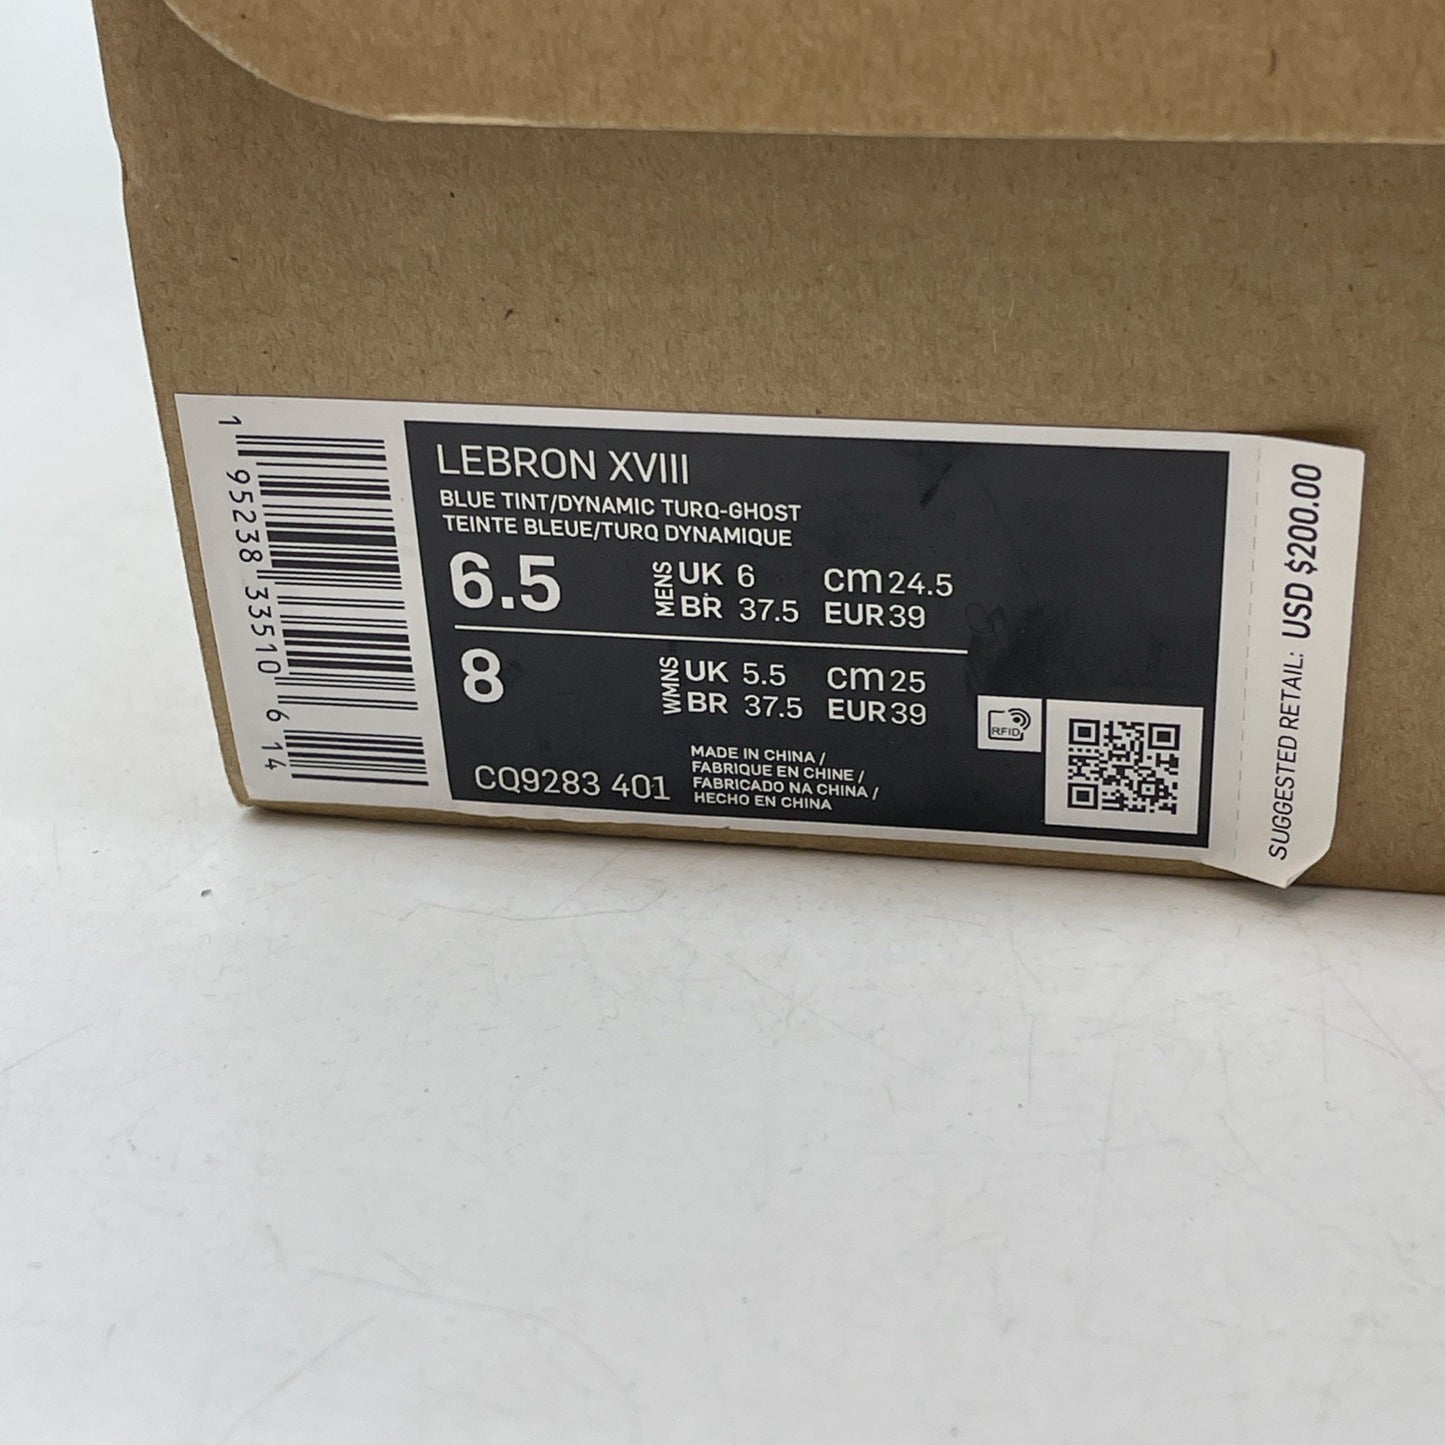 1 95238 33510 6 14
LEBRON XVIII
BLUE TINT/DYNAMIC TURQ-GHOST
TEINTE BLEUE/TURQ DYNAMIQUE
6.5 MENS UK 6 cm 24.5
BR 37.5 EUR 39
8 WMNS UK 5.5 cm 25
BR 37.5 EUR 39
CQ9283 401
MADE IN CHINA /
FABRIQUE EN CHINE /
FABRICADO NA CHINA /
HECHO EN CHINA
RFID
SUGGESTED RETAIL: USD $200.00